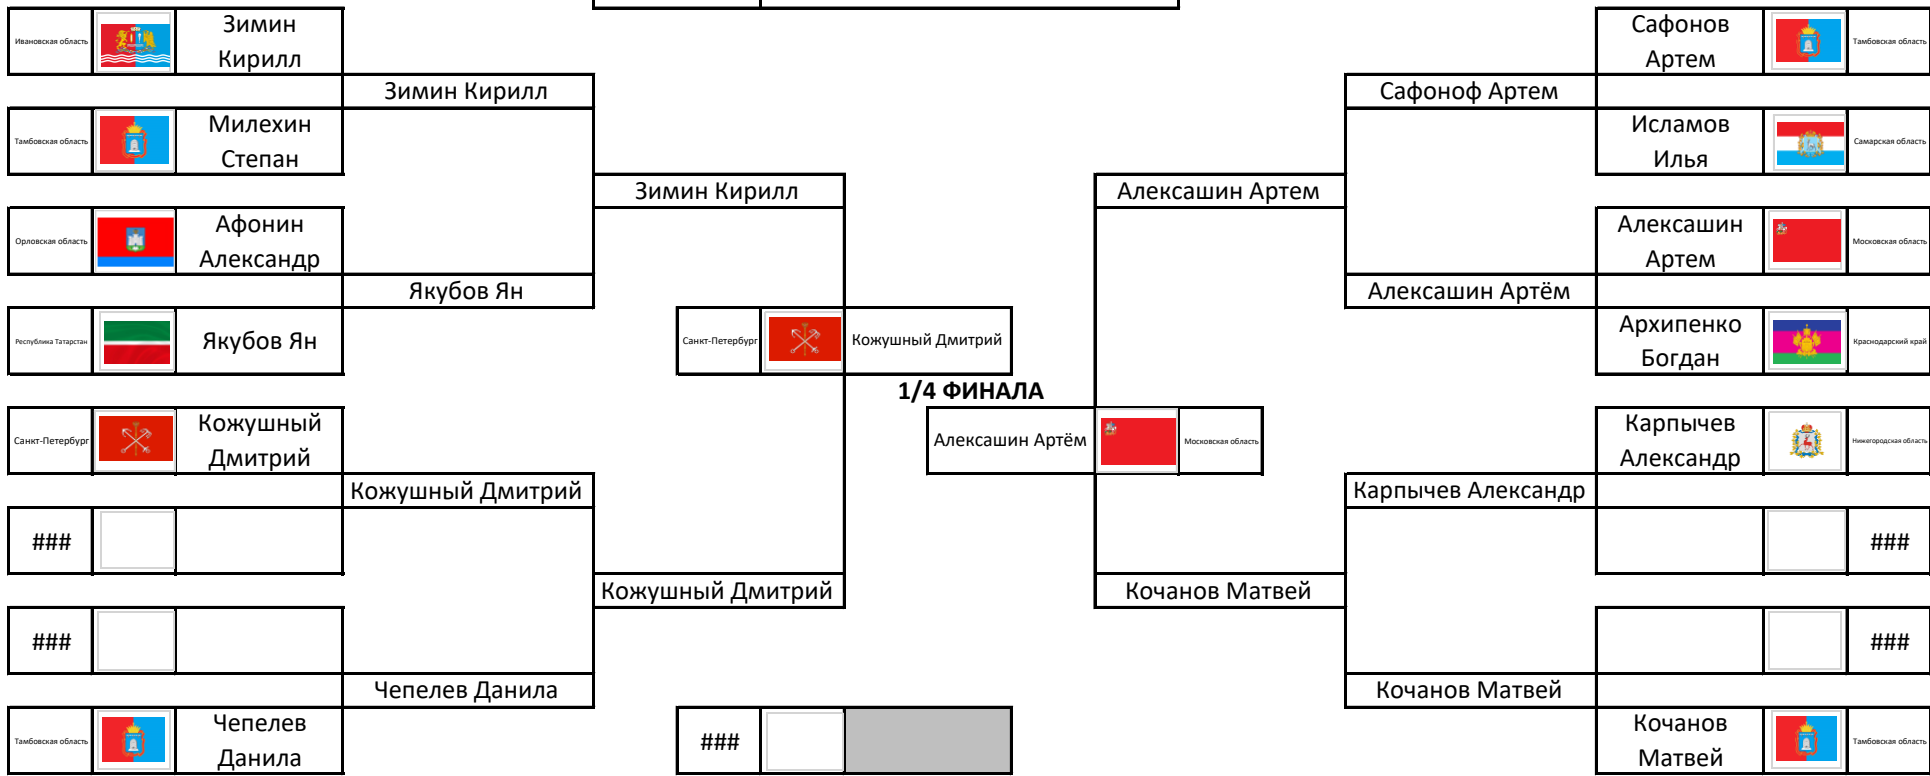 Ивановская область
Зимин
Кирилл
Сафонов
Артем
Тамбовская область
Зимин Кирилл
Сафоноф Артем
Тамбовская область
Милехин
Степан
Исламов
Илья
Самарская область
Зимин Кирилл
Алексашин Артем
Орловская область
Афонин
Александр
Алексашин
Артем
Московская область
Якубов Ян
Алексашин Артём
Республика Татарстан
Якубов Ян
Санкт-Петербург
Кожушный Дмитрий
Архипенко
Богдан
Краснодарский край
1/4 ФИНАЛА
Санкт-Петербург
Кожушный
Дмитрий
Алексашин Артём
Московская область
Карпычев
Александр
Нижегородская область
Кожушный Дмитрий
Карпычев Александр
###
###
Кожушный Дмитрий
Кочанов Матвей
###
###
Чепелев Данила
Кочанов Матвей
Тамбовская область
Чепелев
Данила
###
Кочанов
Матвей
Тамбовская область